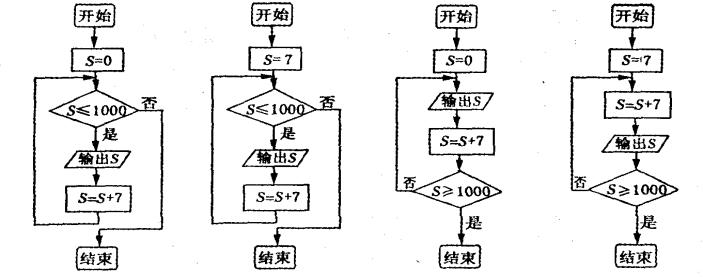 开始
S=0
S≤1000
否
是
输出S
S=S+7
结束
开始
S=7
S≤1000
否
是
输出S
S=S+7
结束
开始
S=0
输出S
S=S+7
否
S≥1000
是
结束
开始
S=7
S=S+7
输出S
否
S≥1000
是
结束